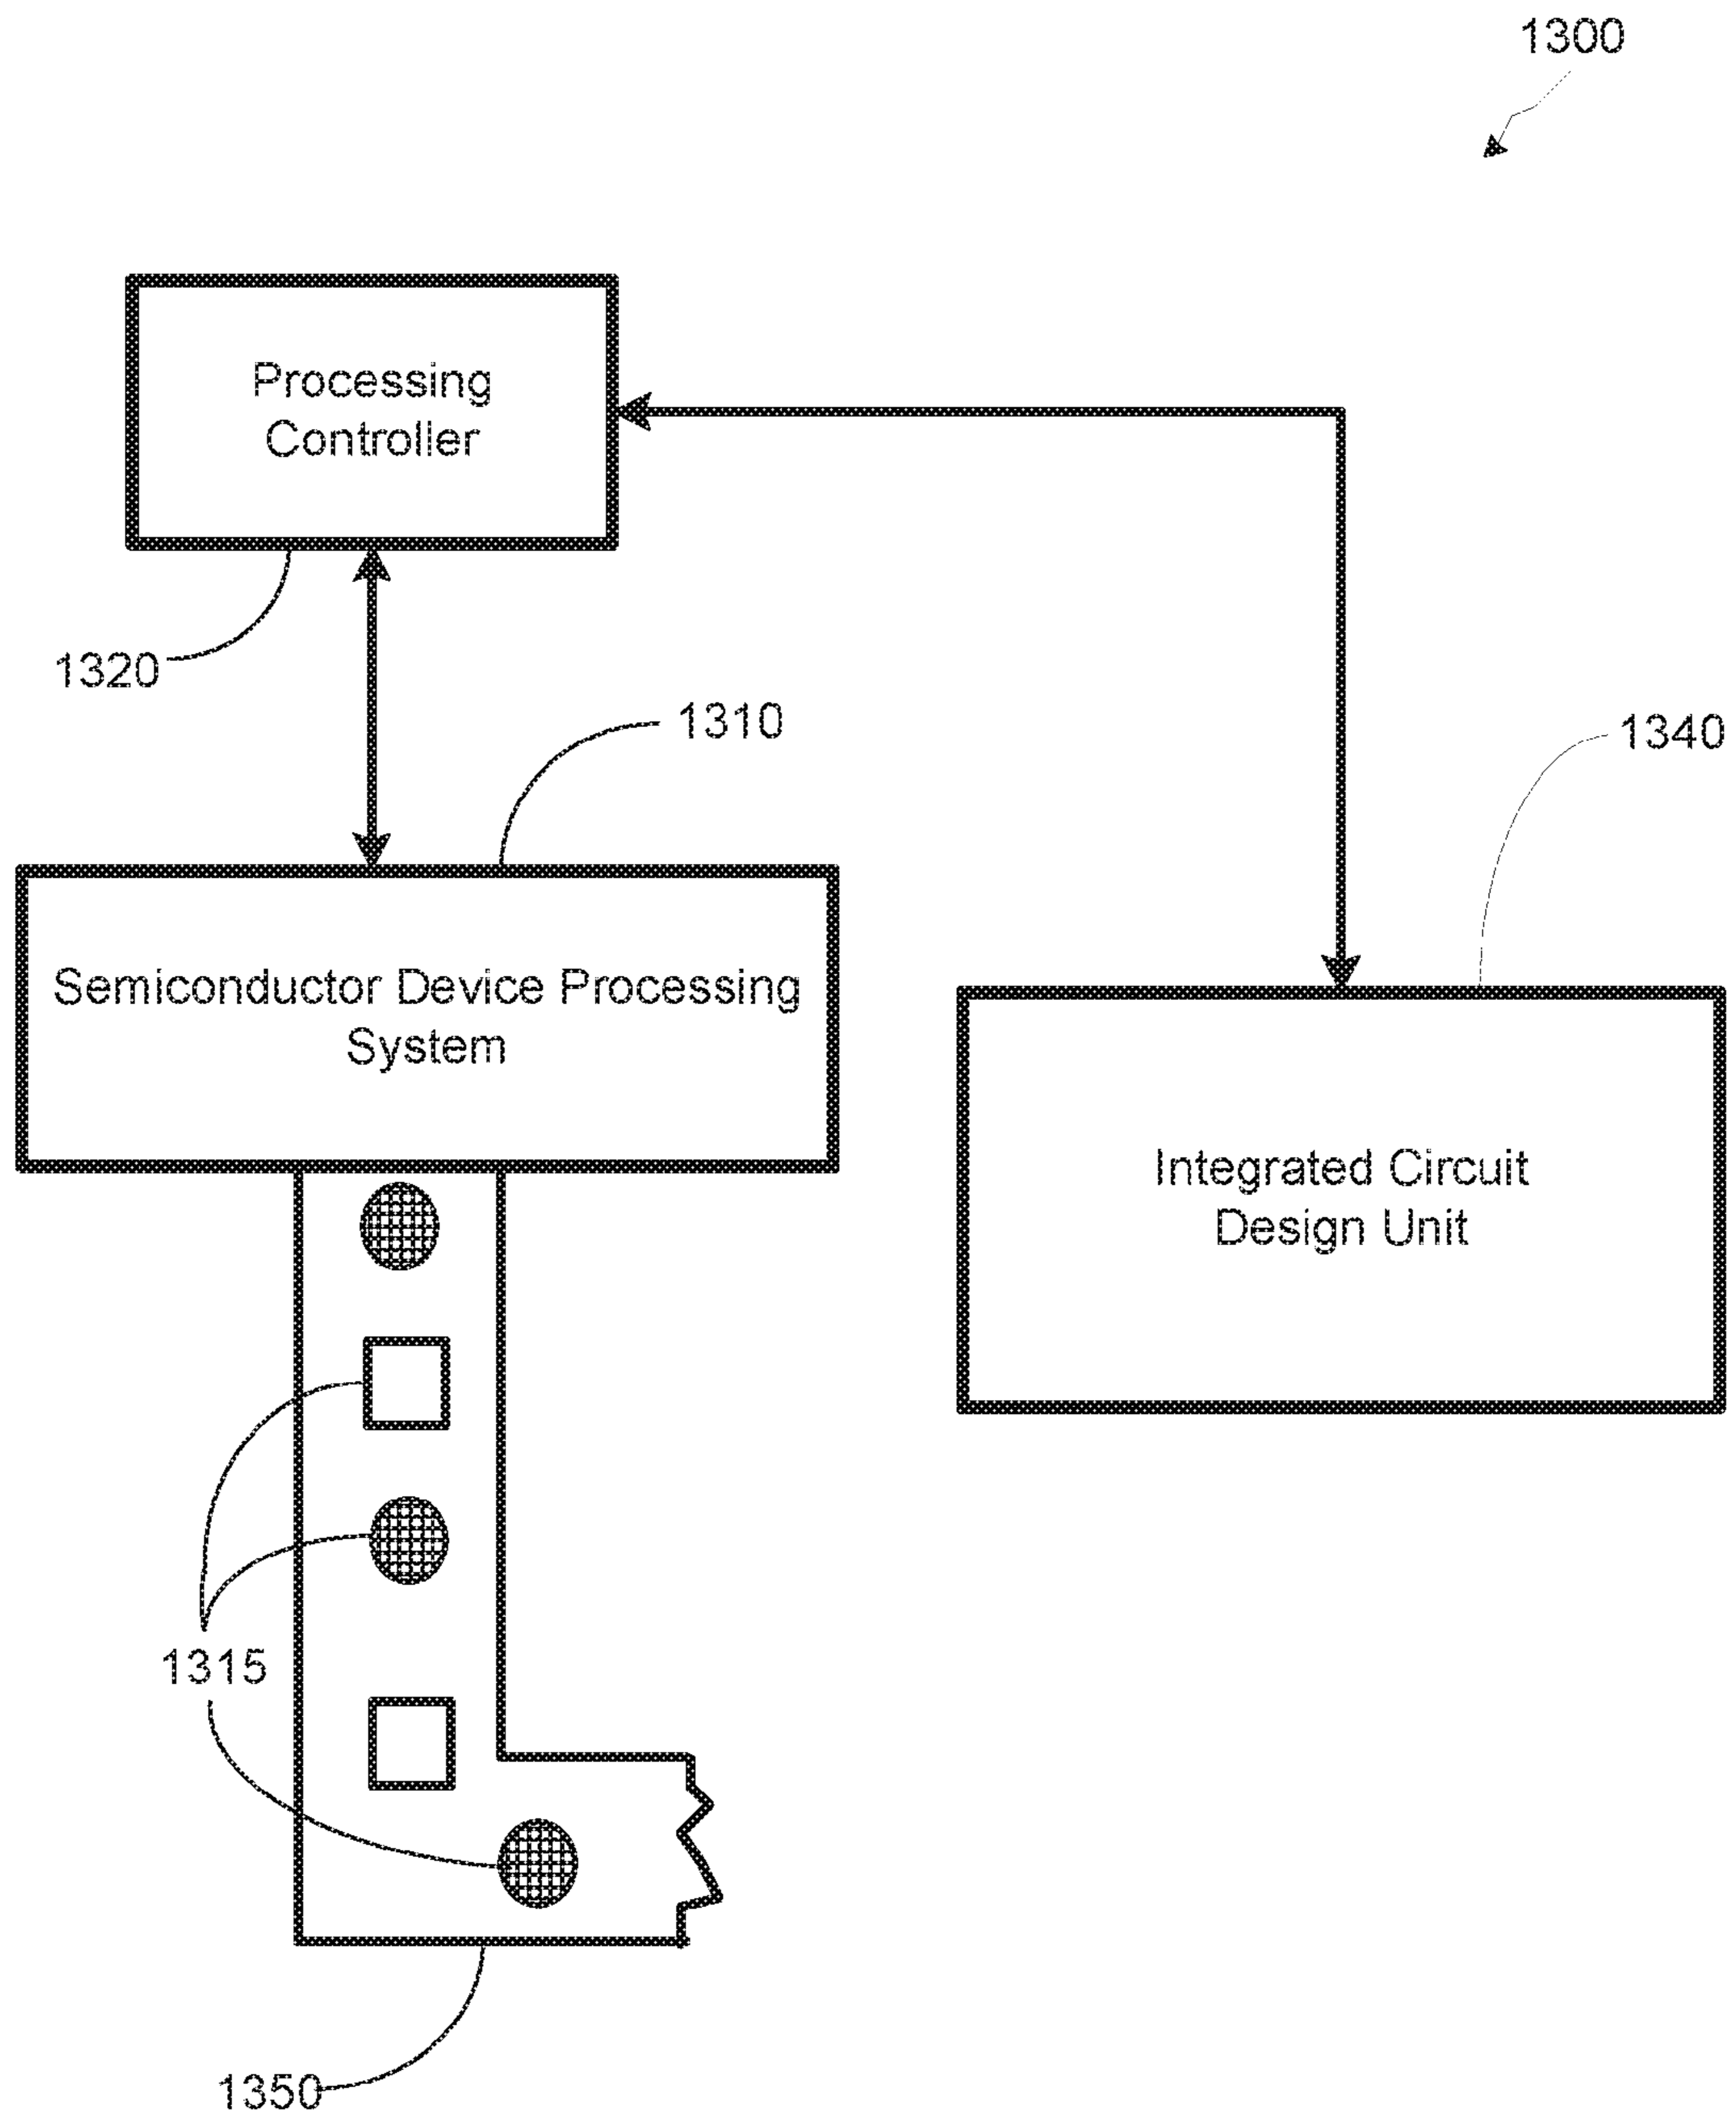 1300
Processing
Controller
1320
1310
1340
Semiconductor Device Processing
System
Integrated Circuit
Design Unit
1315
1350